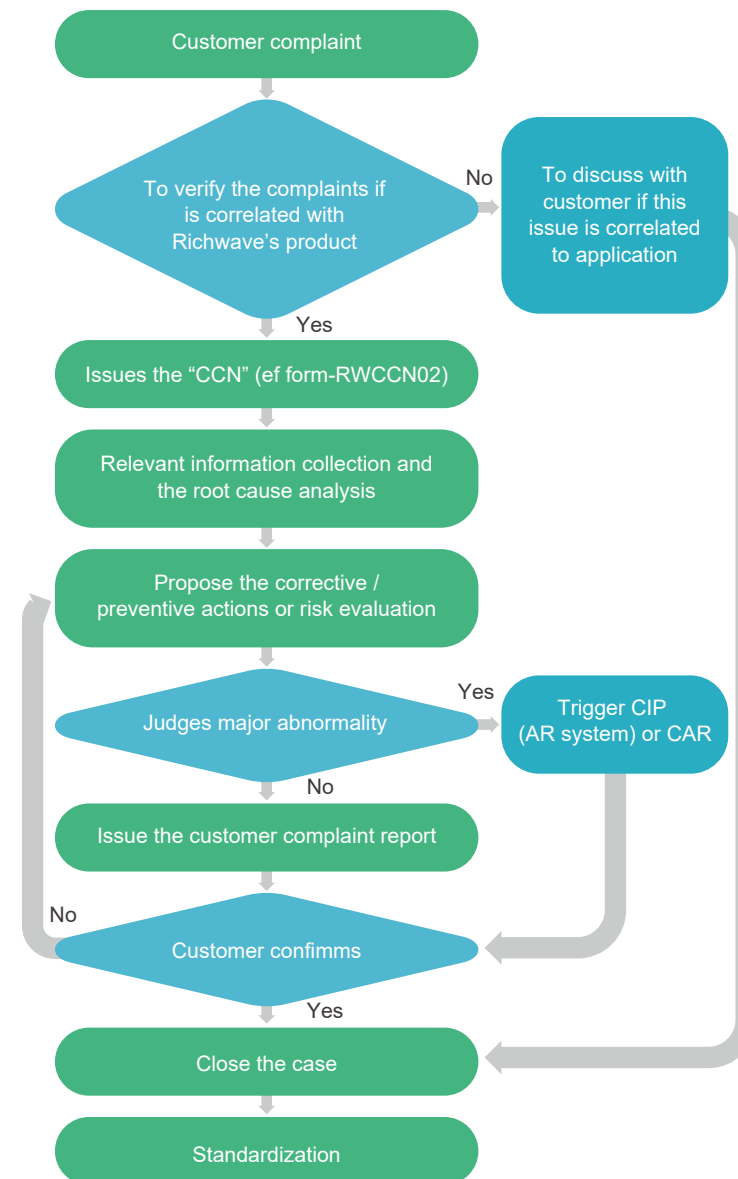 Customer complaint
To verify the complaints if
is correlated with
Richwave's product
No
To discuss with
customer if this
issue is correlated
to application
Yes
Issues the “CCN” (ef form-RWCCN02)
Relevant information collection and
the root cause analysis
Propose the corrective /
preventive actions or risk evaluation
Judges major abnormality
Yes
Trigger CIP
(AR system) or CAR
No
Issue the customer complaint report
No
Customer confimms
Yes
Close the case
Standardization